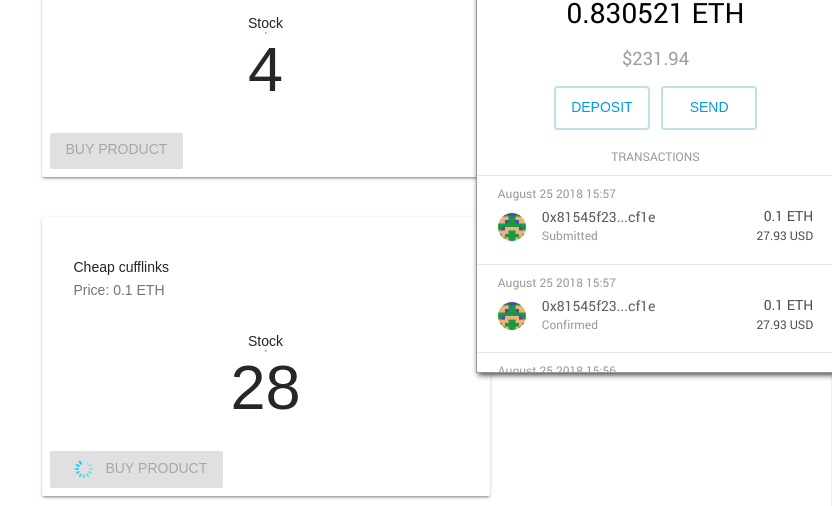 Stock
4
BUY PRODUCT
Cheap cufflinks
Price: 0.1 ETH
Stock
28
BUY PRODUCT
0.830521 ETH
$231.94
DEPOSIT SEND
TRANSACTIONS
August 25 2018 15:57
0x81545f23...cf1e 0.1 ETH
Submitted 27.93 USD
August 25 2018 15:57
0x81545f23...cf1e 0.1 ETH
Confirmed 27.93 USD
August 25 2018 15:56